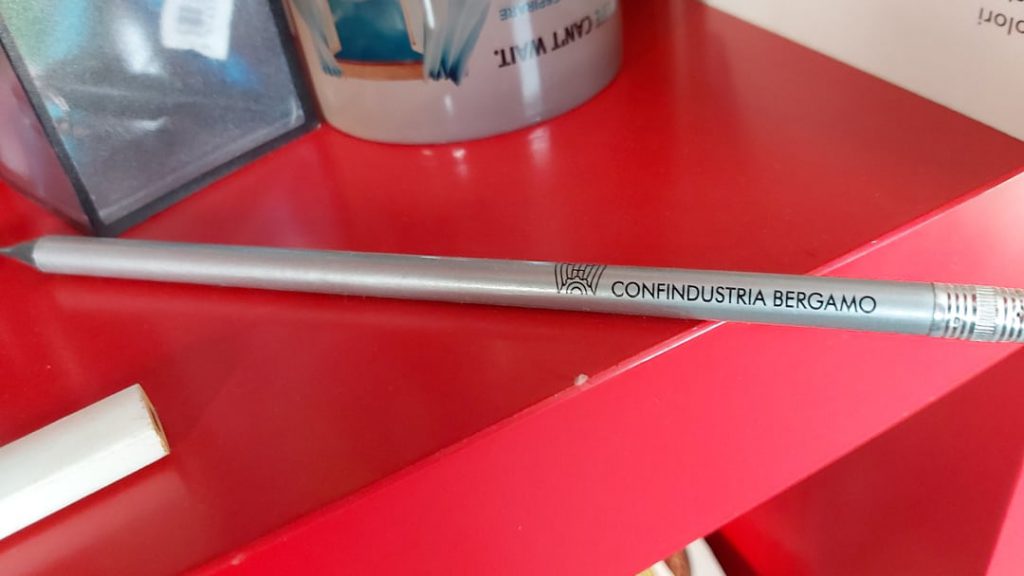 CAN'T WAIT.
CONFINDUSTRIA BERGAMO